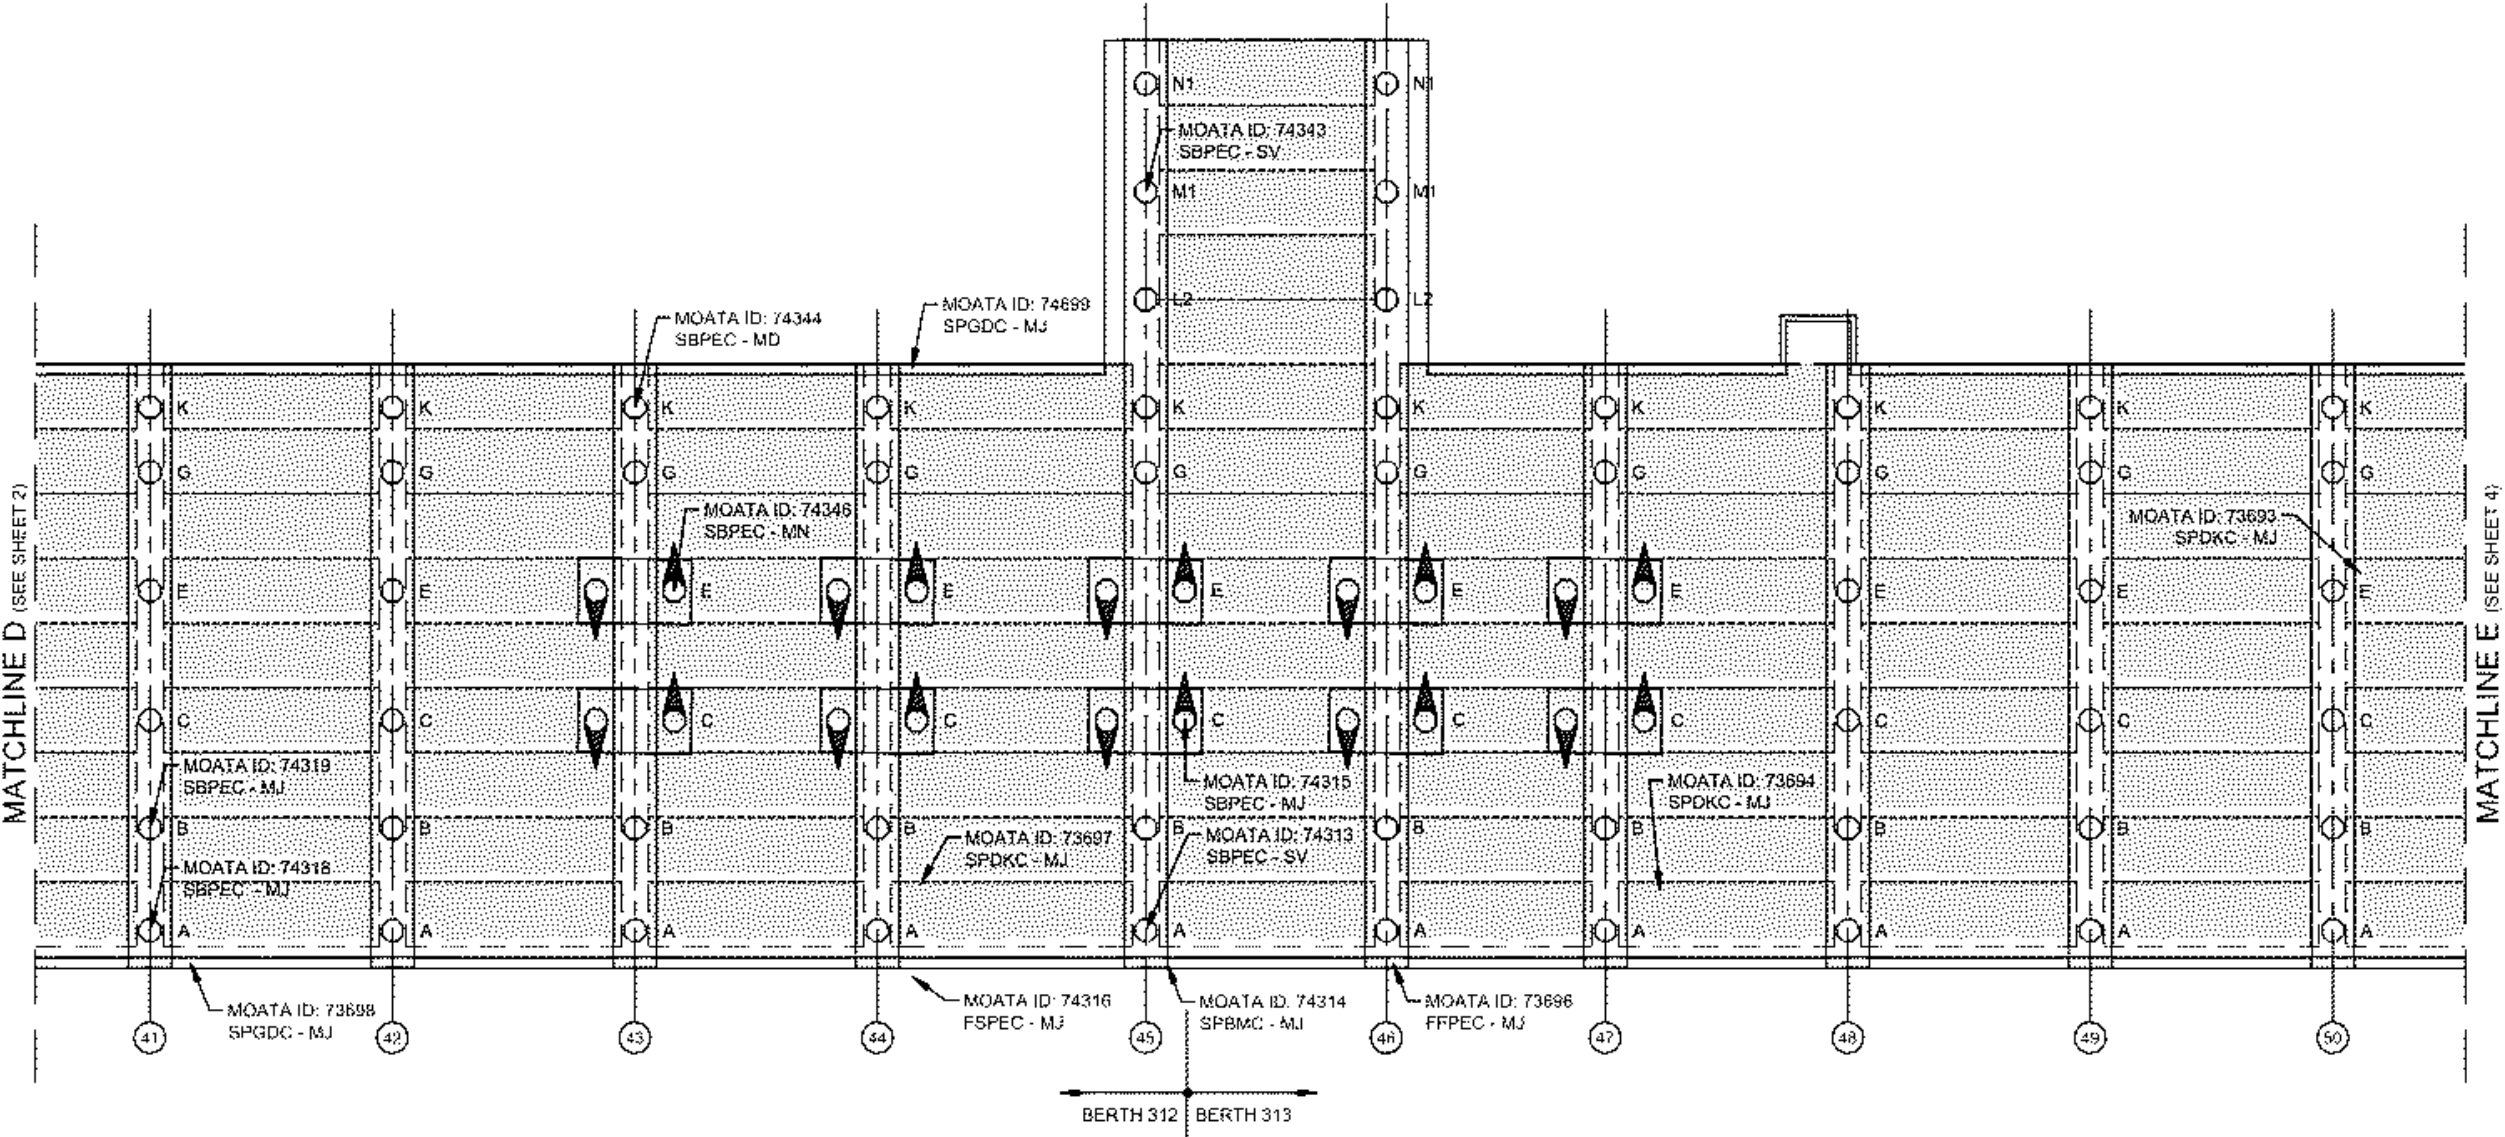 N1
N1
MOATA ID: 74343
SBPEC - SV
M1
M1
L2
L2
MOATA ID: 74344
SBPEC - MD
MOATA ID: 74699
SPGDC - MJ
K
K
K
K
K
K
K
K
K
K
G
G
G
G
G
G
G
G
G
G
MOATA ID: 74346
SBPEC - MN
MOATA ID: 73693
SPDKC - MJ
E
E
E
E
E
E
E
E
E
E
MATCHLINE D (SEE SHEET 2)
MATCHLINE E (SEE SHEET 4)
C
C
C
C
C
C
C
C
C
C
MOATA ID: 74319
SBPEC - MJ
MOATA ID: 74315
SBPEC - MJ
MOATA ID: 73694
SPDKC - MJ
B
B
B
B
B
B
B
B
B
B
MOATA ID: 73697
SPDKC - MJ
MOATA ID: 74313
SBPEC - SV
MOATA ID: 74318
SBPEC - MJ
A
A
A
A
A
A
A
A
A
A
MOATA ID: 73698
SPGDC - MJ
MOATA ID: 74316
FSPEC - MJ
MOATA ID: 74314
SPBMC - MJ
MOATA ID: 73696
FFPEC - MJ
41
42
43
44
45
46
47
48
49
50
BERTH 312
BERTH 313